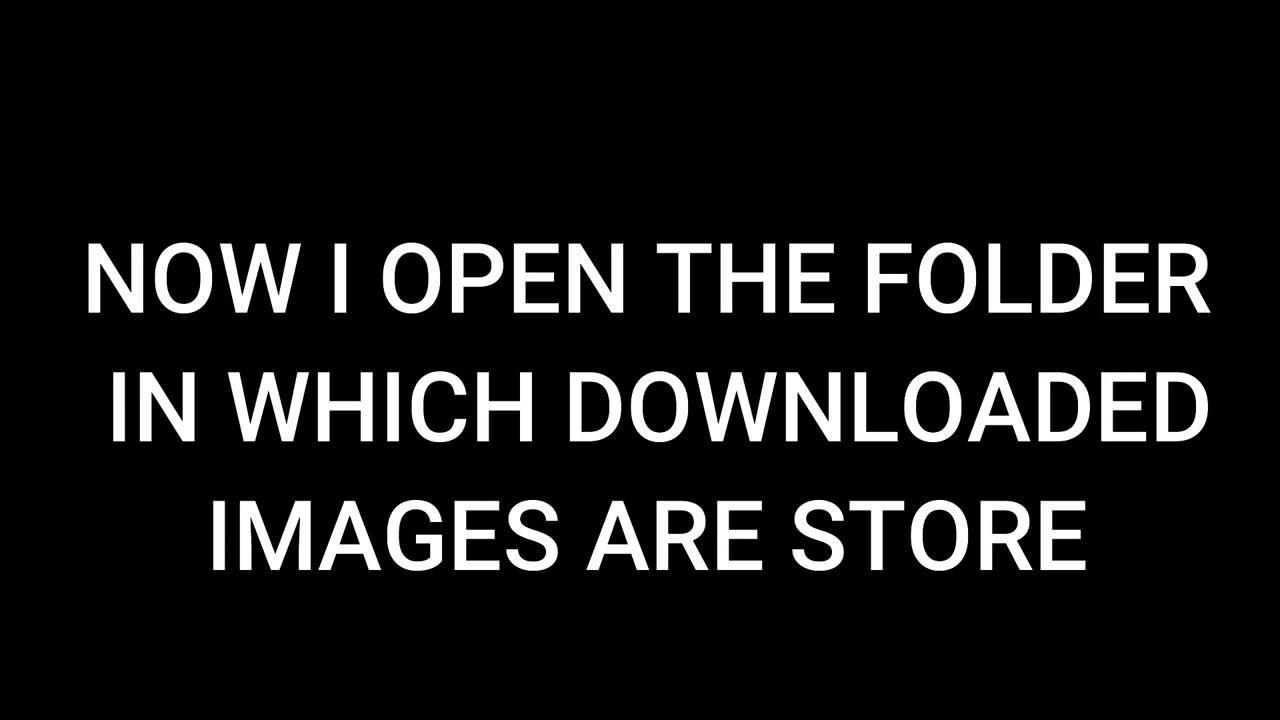 NOW I OPEN THE FOLDER
IN WHICH DOWNLOADED
IMAGES ARE STORE